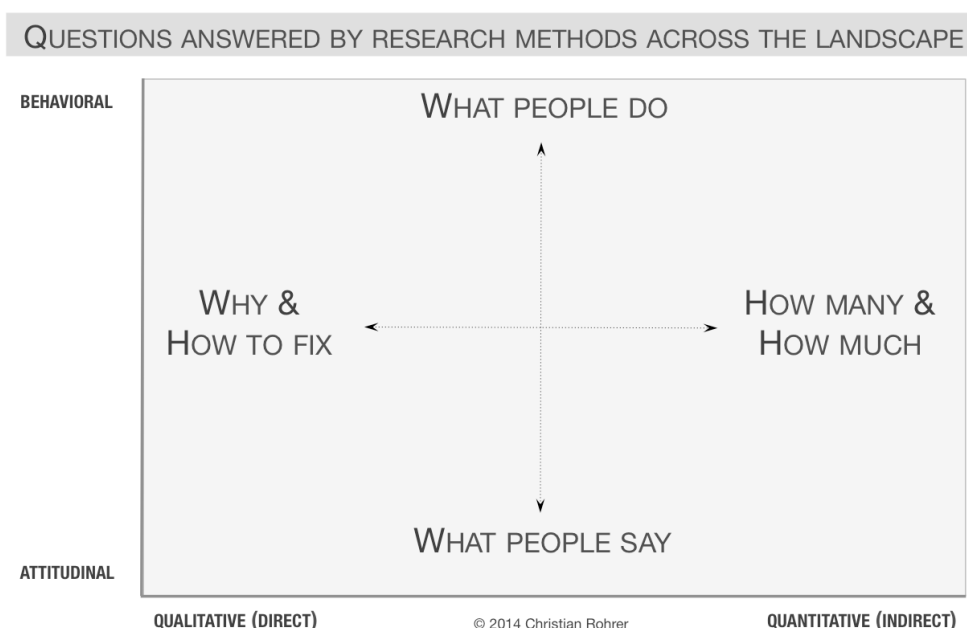 QUESTIONS ANSWERED BY RESEARCH METHODS ACROSS THE LANDSCAPE
BEHAVIORAL
WHAT PEOPLE DO
WHY &
HOW TO FIX
HOW MANY &
HOW MUCH
WHAT PEOPLE SAY
ATTITUDINAL
QUALITATIVE (DIRECT)
© 2014 Christian Rohrer
QUANTITATIVE (INDIRECT)